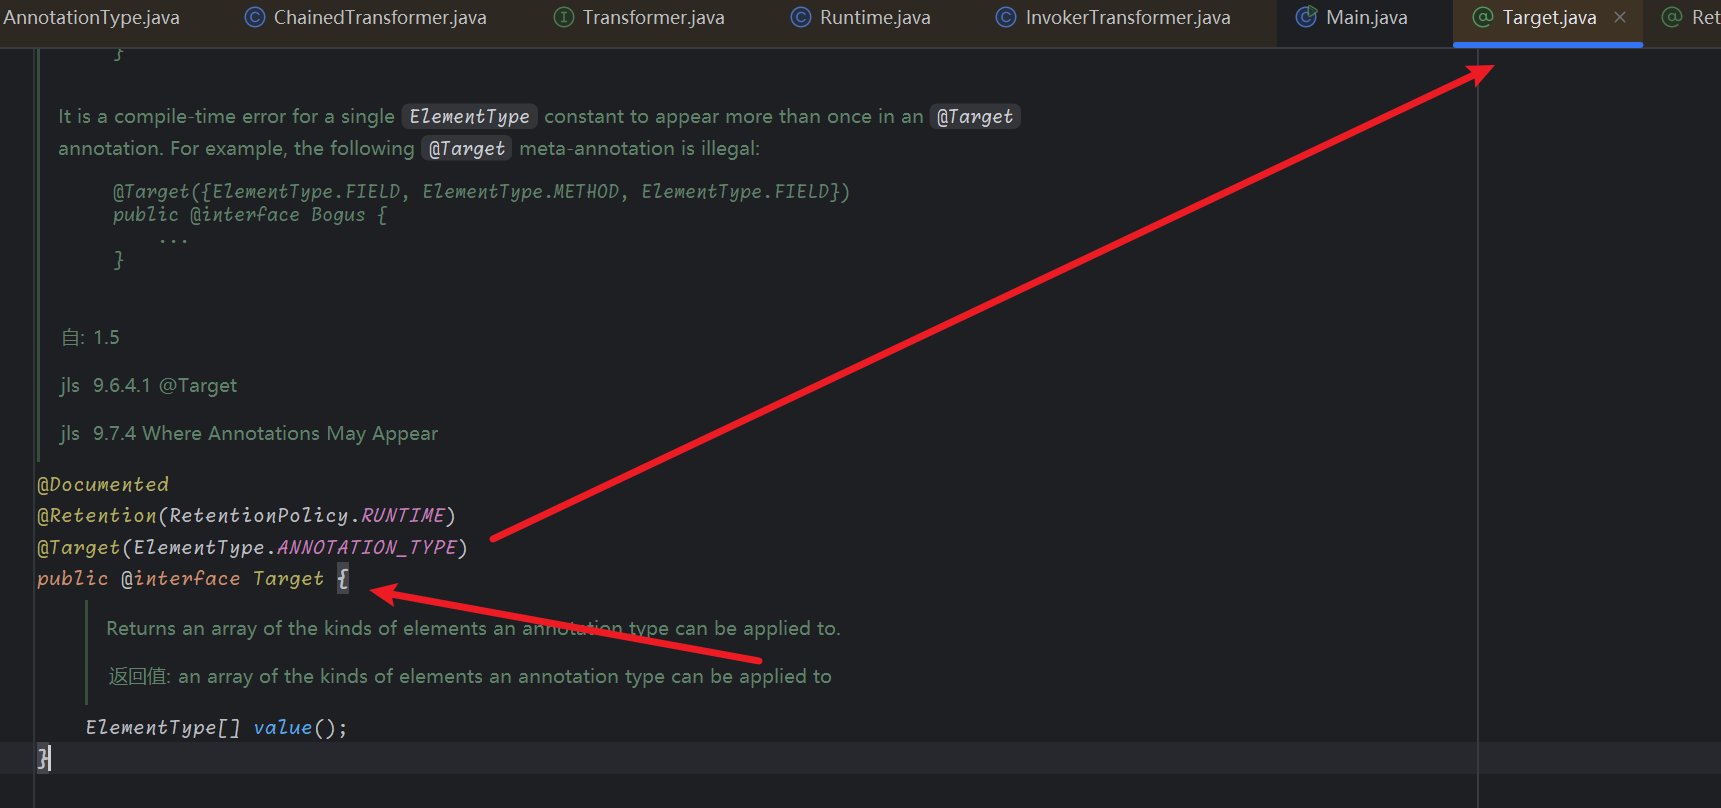 AnnotationType.java ChainedTransformer.java Transformer.java Runtime.java InvokerTransformer.java Main.java Target.java Ret
}
It is a compile-time error for a single ElementType constant to appear more than once in an @Target
annotation. For example, the following @Target meta-annotation is illegal:
@Target({ElementType.FIELD, ElementType.METHOD, ElementType.FIELD})
public @interface Bogus {
...
}
自: 1.5
jls 9.6.4.1 @Target
jls 9.7.4 Where Annotations May Appear
@Documented
@Retention(RetentionPolicy.RUNTIME)
@Target(ElementType.ANNOTATION_TYPE)
public @interface Target {
Returns an array of the kinds of elements an annotation type can be applied to.
返回值: an array of the kinds of elements an annotation type can be applied to
ElementType[] value();
}